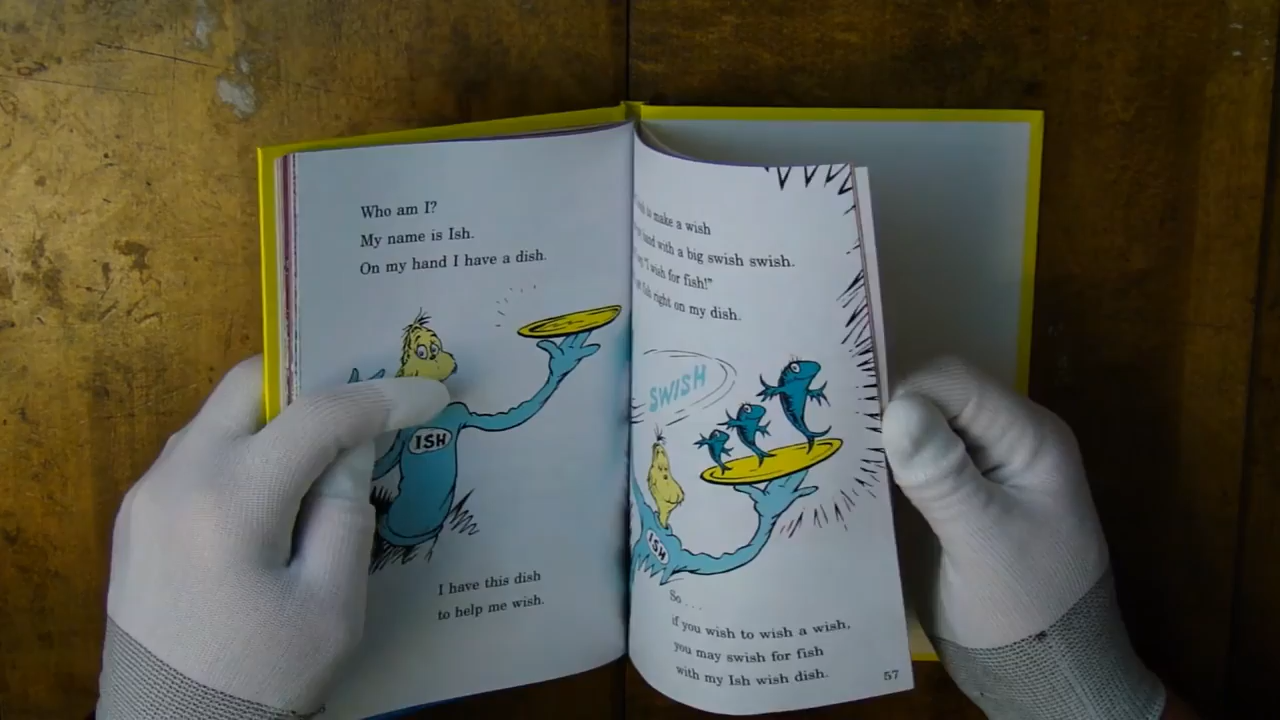 Who am I?
My name is Ish.
On my hand I have a dish.
ISH
I have this dish
to help me wish.
to make a wish
hand with a big swish swish.
"I wish for fish!"
fish right on my dish.
SWISH
ISH
So . . .
if you wish to wish a wish,
you may swish for fish
with my Ish wish dish.
57